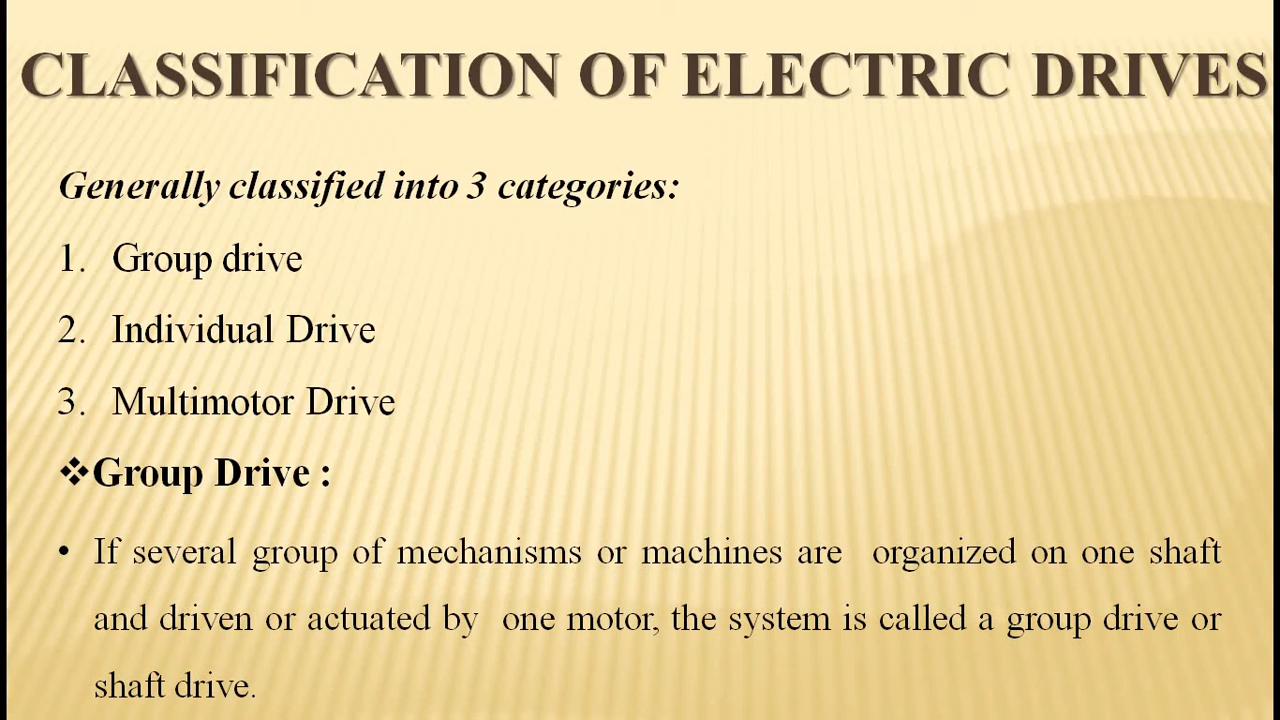 CLASSIFICATION OF ELECTRIC DRIVES
Generally classified into 3 categories:
1. Group drive
2. Individual Drive
3. Multimotor Drive
❖Group Drive :
• If several group of mechanisms or machines are organized on one shaft
and driven or actuated by one motor, the system is called a group drive or
shaft drive.